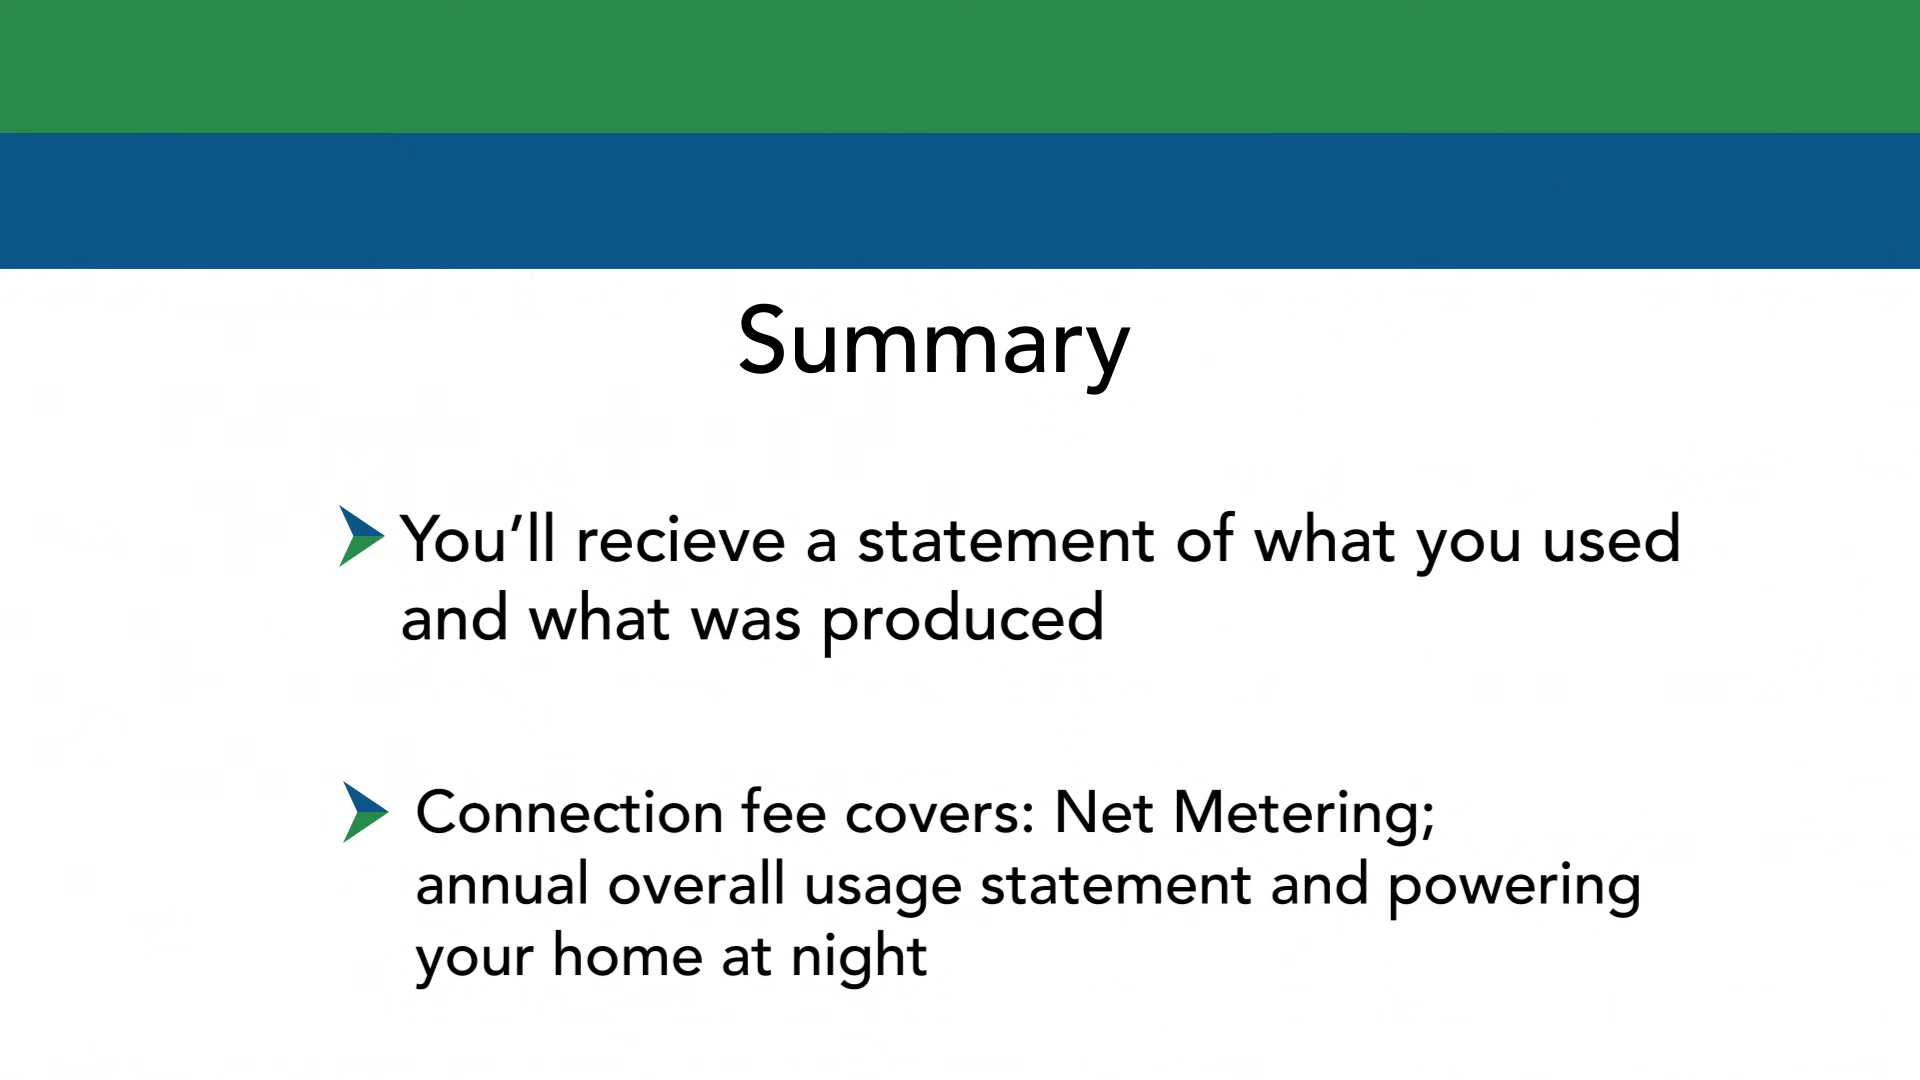 Summary
You’ll recieve a statement of what you used
and what was produced
Connection fee covers: Net Metering;
annual overall usage statement and powering
your home at night